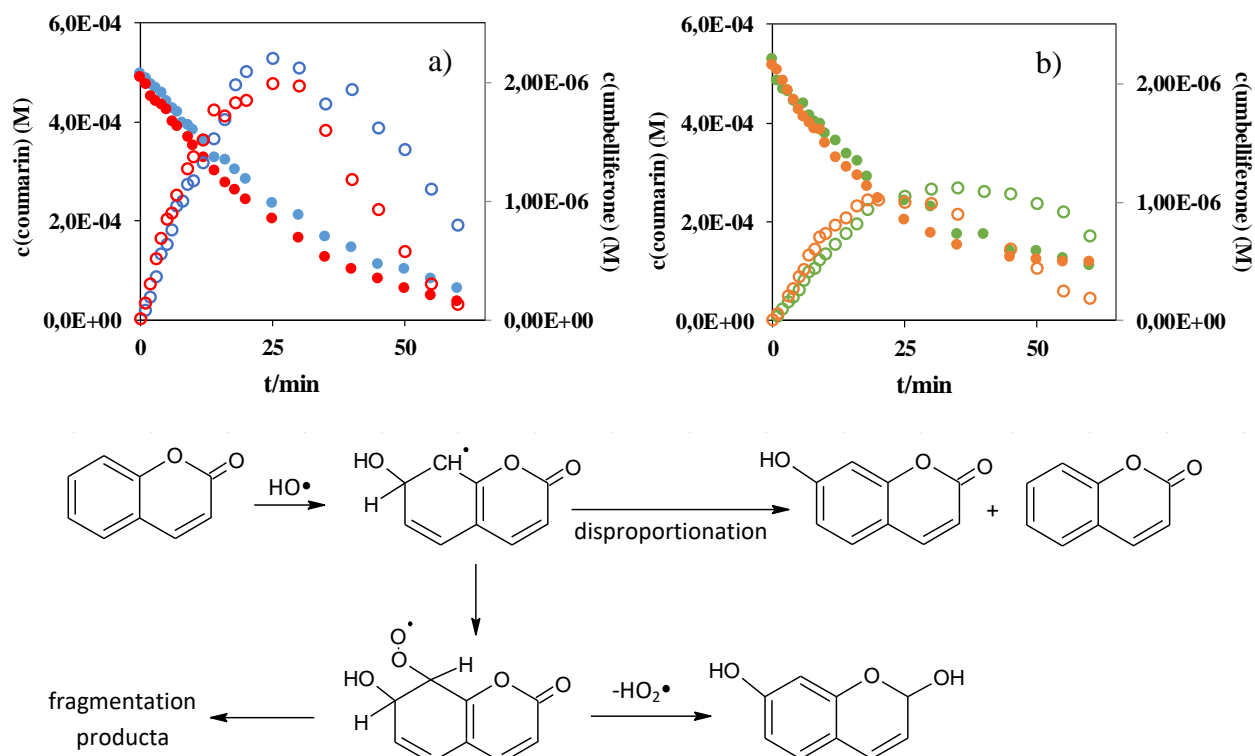 a)
c(coumarin) (M)
6,0E-04
4,0E-04
2,0E-04
0,0E+00
2,00E-06
1,00E-06
0,00E+00
c(umbelliferone) (M)
0
25
50
t/min
b)
c(coumarin) (M)
6,0E-04
4,0E-04
2,0E-04
0,0E+00
2,00E-06
1,00E-06
0,00E+00
c(umbelliferone) (M)
0
25
50
t/min
O
O
HO•
HO
CH•
O
O
H
disproportionation
HO
O
O
+
O
O
O•
O
H
HO
O
O
H
fragmentation
producta
-HO2•
HO
O
OH